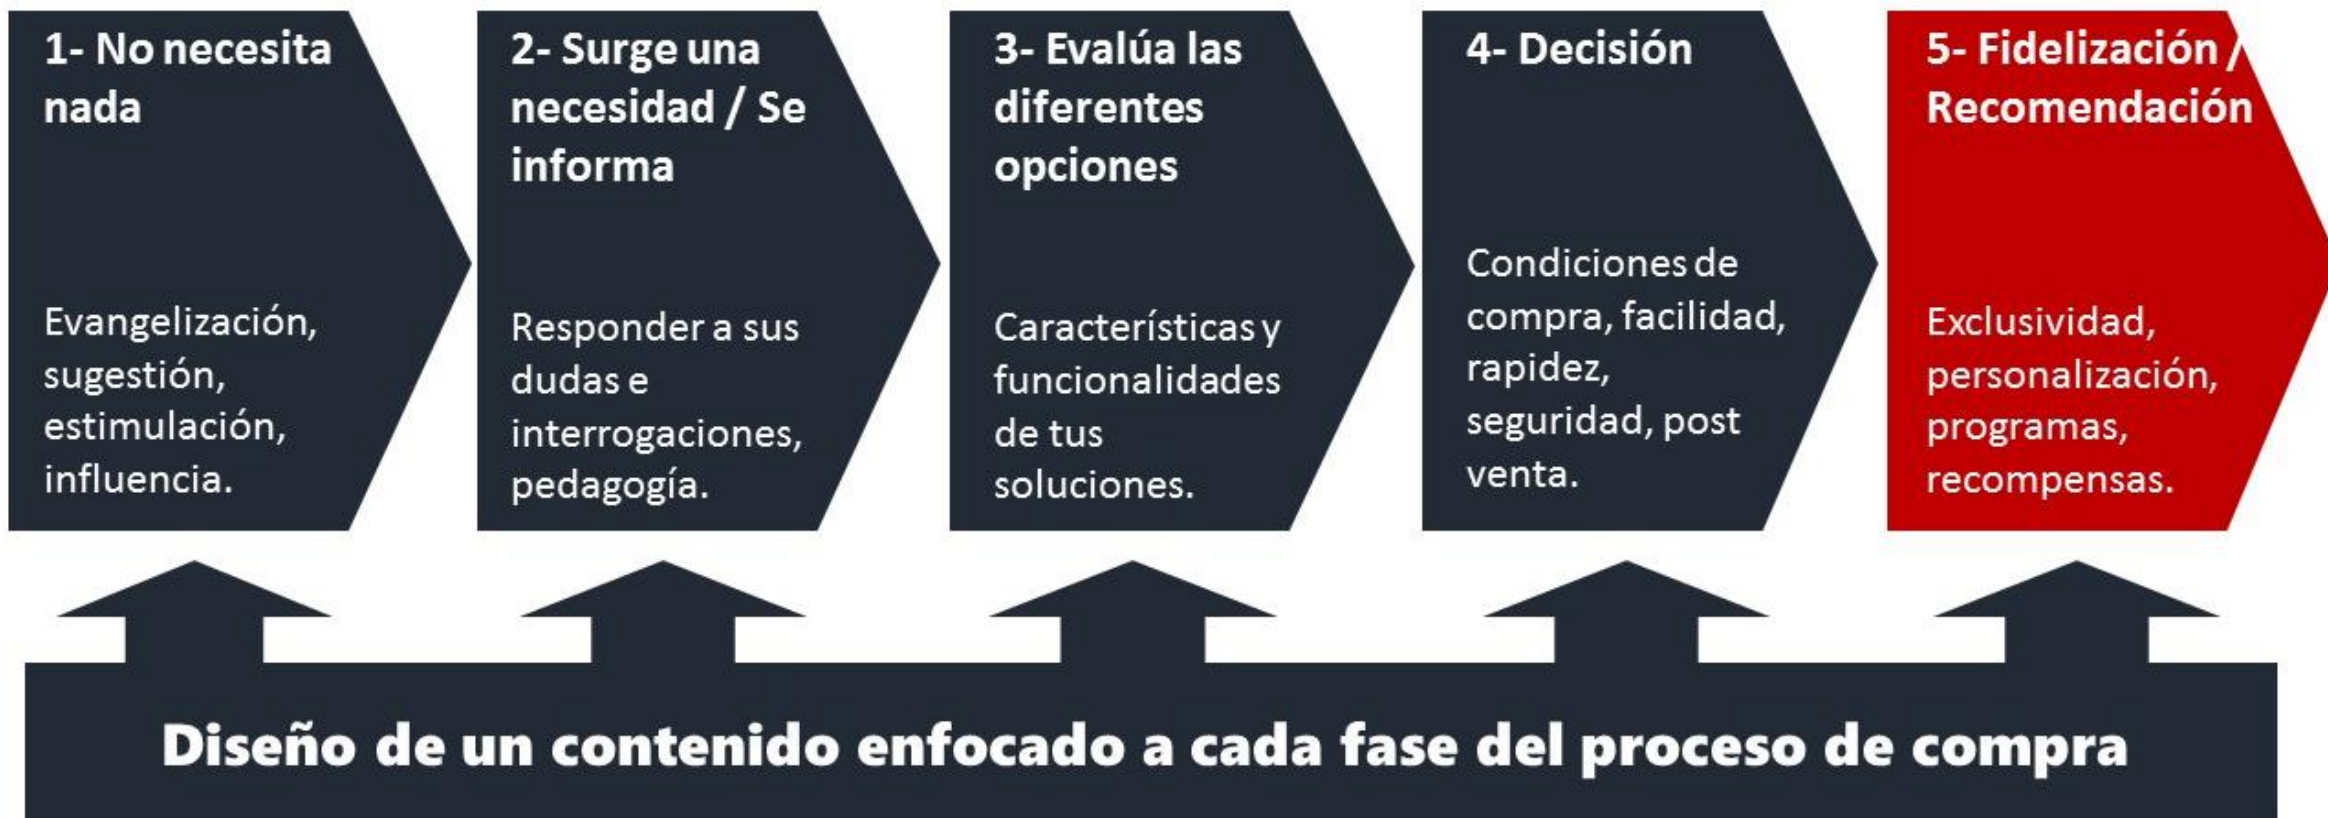 1- No necesita
nada
Evangelización,
sugestión,
estimulación,
influencia.
2- Surge una
necesidad / Se
informa
Responder a sus
dudas e
interrogaciones,
pedagogía.
3- Evalúa las
diferentes
opciones
Características y
funcionalidades
de tus
soluciones.
4- Decisión
Condiciones de
compra, facilidad,
rapidez,
seguridad, post
venta.
5- Fidelización /
Recomendación
Exclusividad,
personalización,
programas,
recompensas.
Diseño de un contenido enfocado a cada fase del proceso de compra